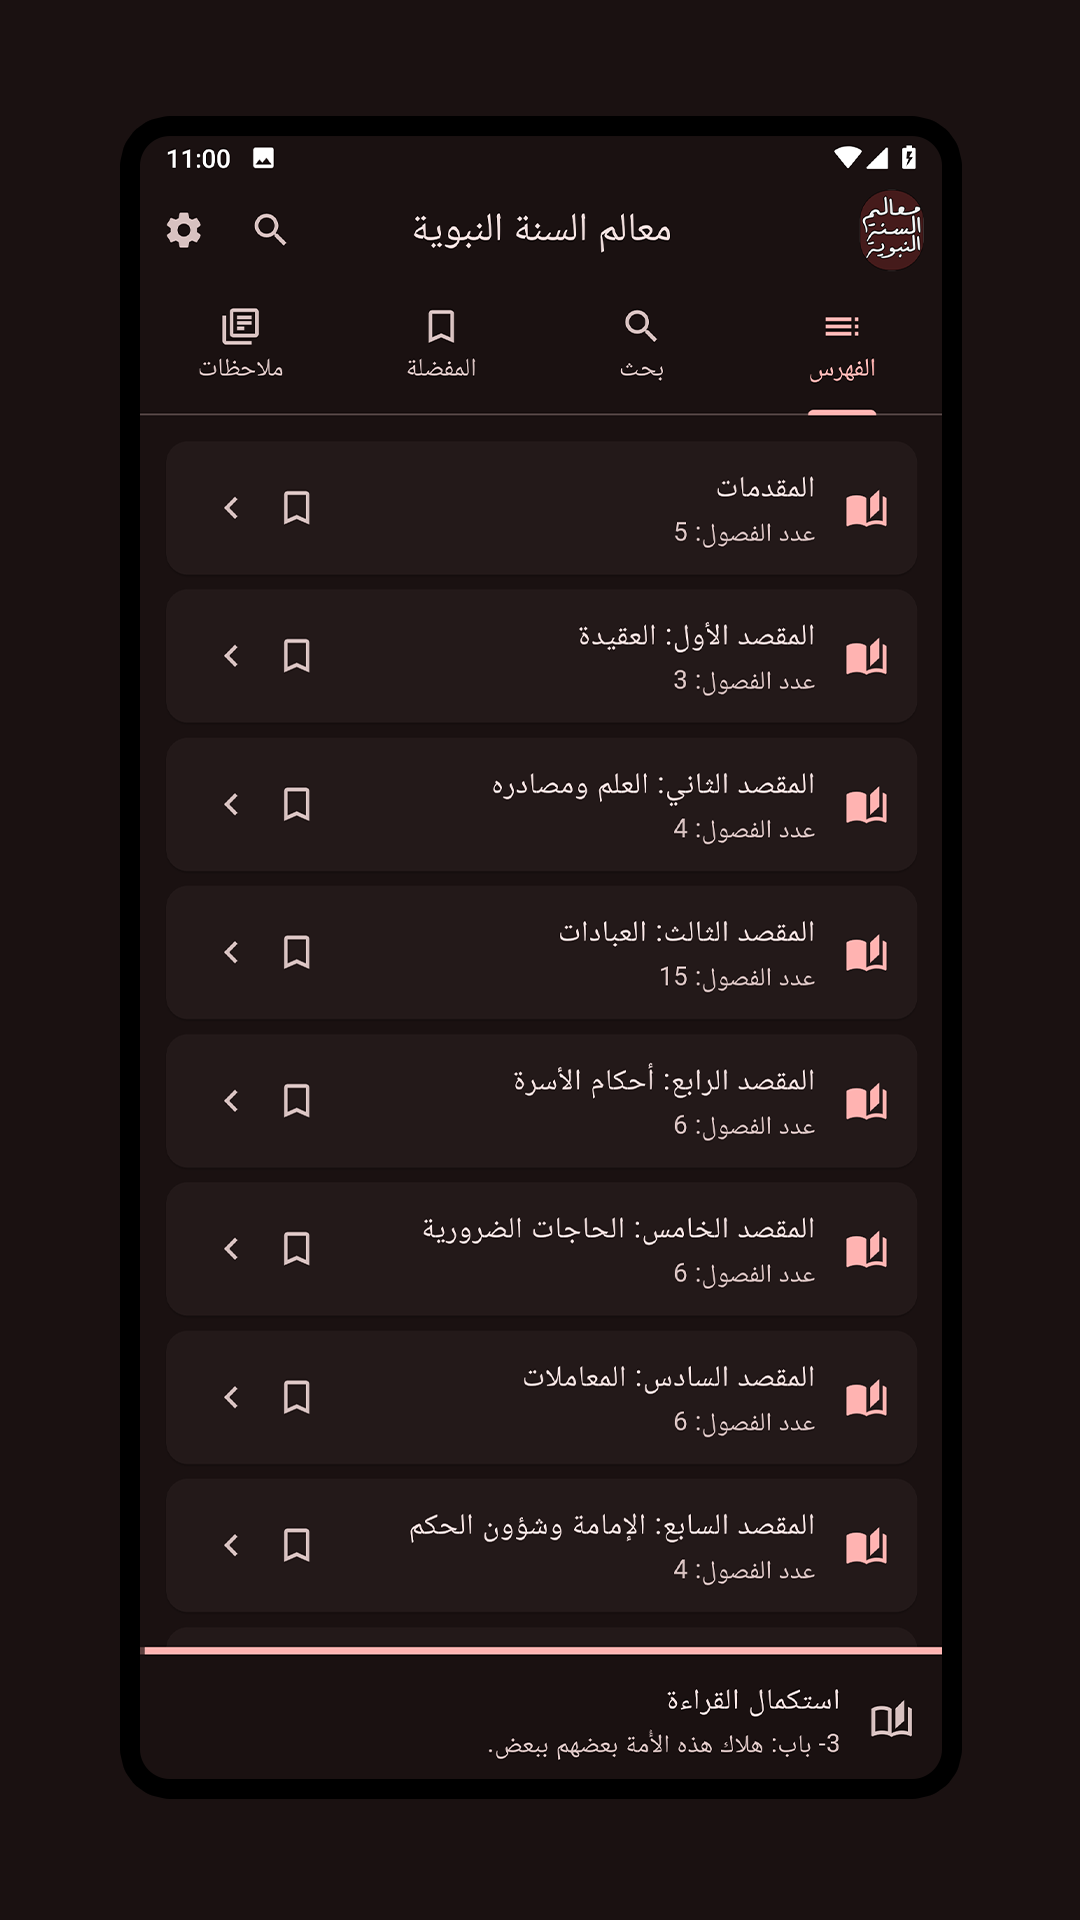 11:00
معالم السنة النبوية
معالم
السنة
النبوية
الفهرس
بحث
المفضلة
ملاحظات
المقدمات
عدد الفصول: 5
المقصد الأول: العقيدة
عدد الفصول: 3
المقصد الثاني: العلم ومصادره
عدد الفصول: 4
المقصد الثالث: العبادات
عدد الفصول: 15
المقصد الرابع: أحكام الأسرة
عدد الفصول: 6
المقصد الخامس: الحاجات الضرورية
عدد الفصول: 6
المقصد السادس: المعاملات
عدد الفصول: 6
المقصد السابع: الإمامة وشؤون الحكم
عدد الفصول: 4
استكمال القراءة
3- باب: هلاك هذه الأمة بعضهم ببعض.